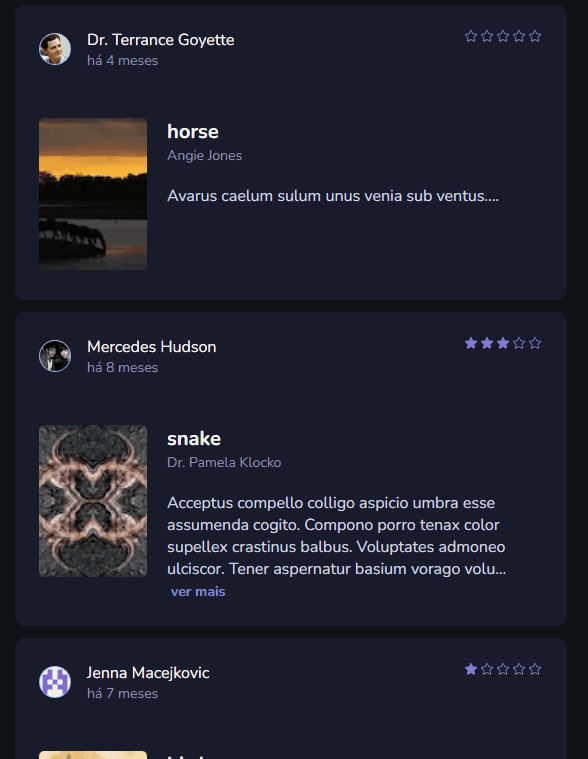 Dr. Terrance Goyette
há 4 meses
horse
Angie Jones
Avarus caelum sulum unus venia sub ventus....
Mercedes Hudson
há 8 meses
snake
Dr. Pamela Klocko
Acceptus compello colligo aspicio umbra esse
assumenda cogito. Compono porro tenax color
supellex crastinus balbus. Voluptates admoneo
ulciscor. Tener aspernatur basium vorago volu...
ver mais
Jenna Macejkovic
há 7 meses